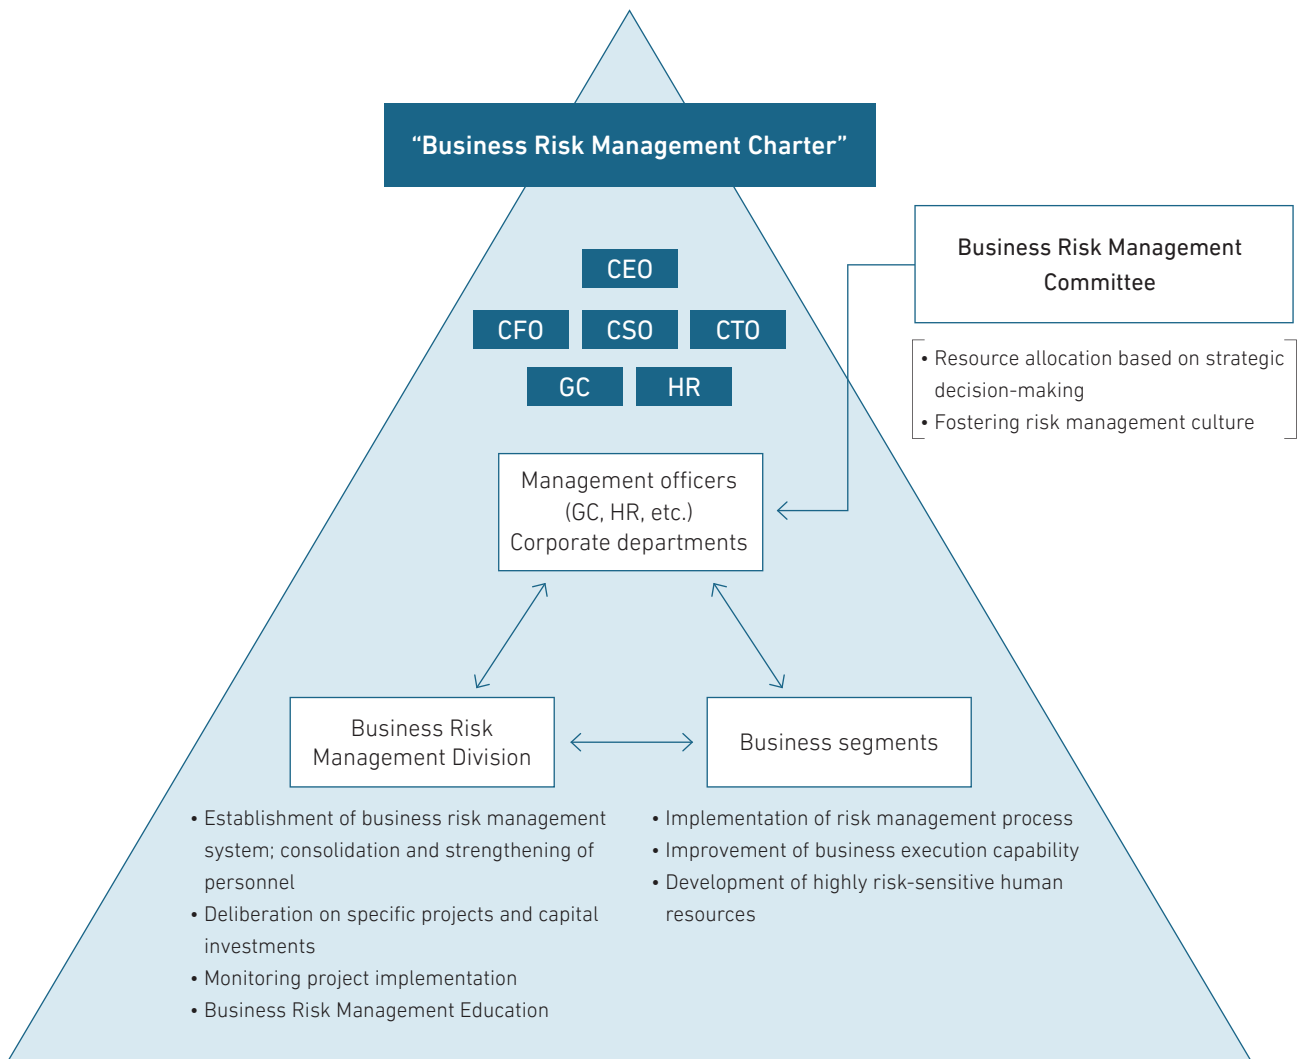 “Business Risk Management Charter”
CEO
CFO
CSO
CTO
GC
HR
Business Risk Management
Committee
• Resource allocation based on strategic
decision-making
• Fostering risk management culture
Management officers
(GC, HR, etc.)
Corporate departments
Business Risk
Management Division
Business segments
• Establishment of business risk management
system; consolidation and strengthening of
personnel
• Deliberation on specific projects and capital
investments
• Monitoring project implementation
• Business Risk Management Education
• Implementation of risk management process
• Improvement of business execution capability
• Development of highly risk-sensitive human
resources